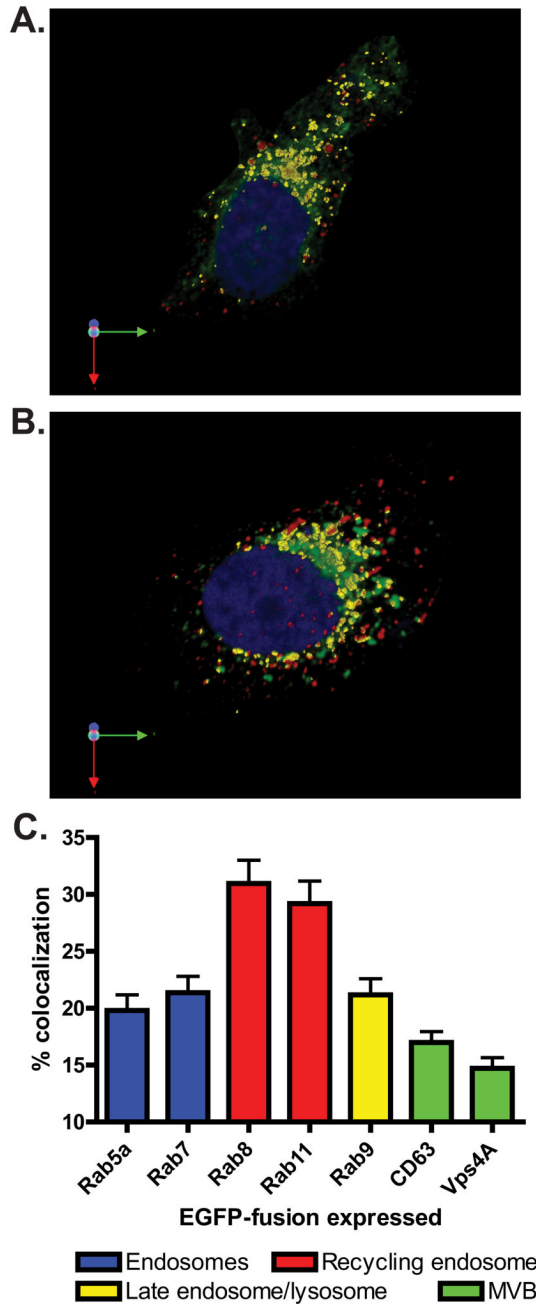 A.
B.
C.
35
30
25
20
15
10
% colocalization
Rab5a
Rab7
Rab8
Rab11
Rab9
CD63
Vps4A
EGFP-fusion expressed
Endosomes
Recycling endosome
Late endosome/lysosome
MVB